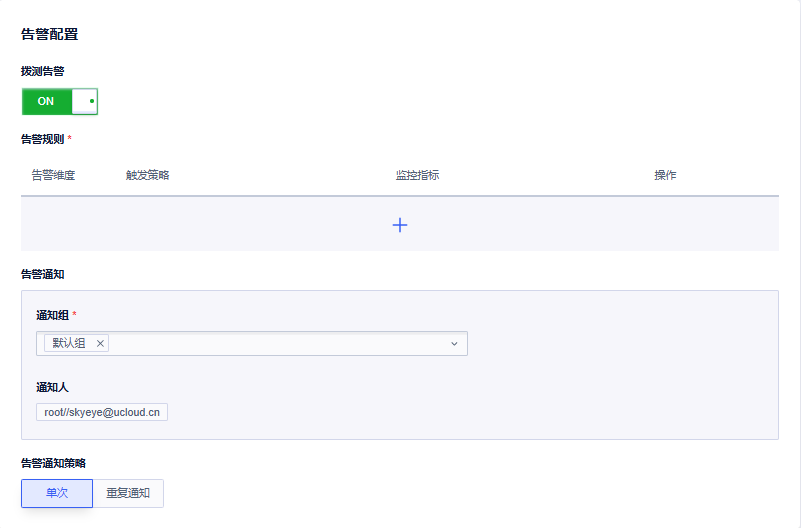 告警配置
拨测告警
ON
告警规则 *
告警维度 触发策略 监控指标 操作
告警通知
通知组 *
默认组
通知人
root//skyeye@ucloud.cn
告警通知策略
单次 重复通知